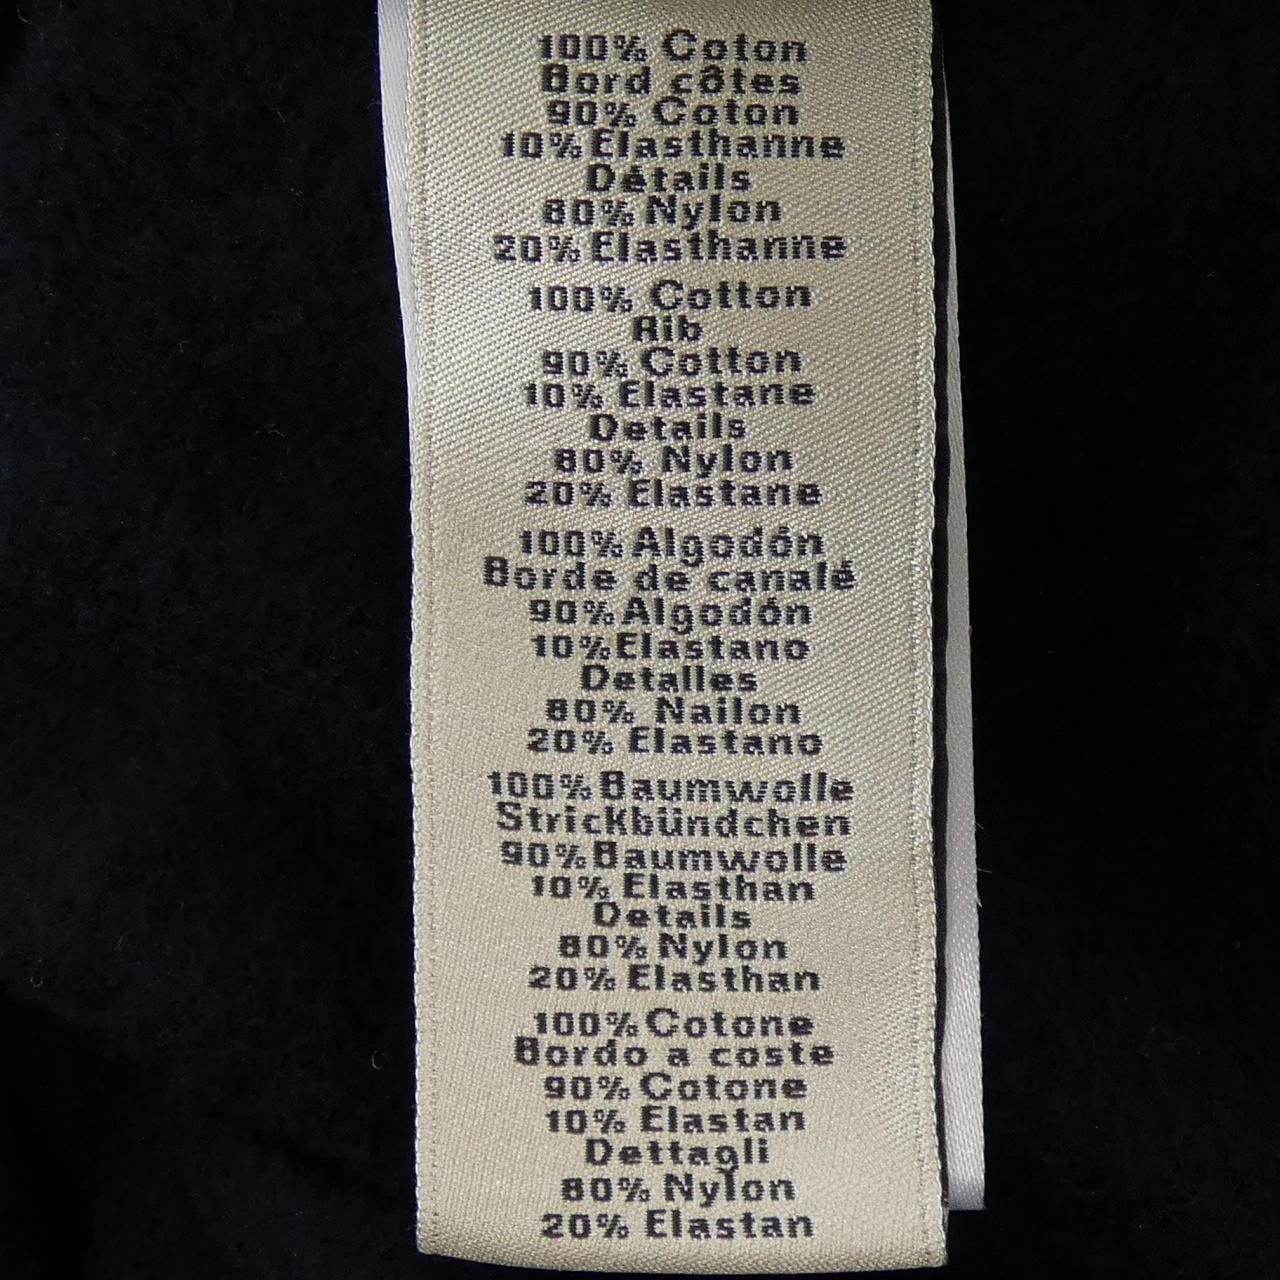 100% Coton
Bord côtes
90% Coton
10% Elasthanne
Détails
80% Nylon
20% Elasthanne
100% Cotton
Rib
90% Cotton
10% Elastane
Details
80% Nylon
20% Elastane
100% Algodón
Borde de canalé
90% Algodón
10% Elastano
Detalles
80% Nailon
20% Elastano
100% Baumwolle
Strickbündchen
90% Baumwolle
10% Elasthan
Details
80% Nylon
20% Elasthan
100% Cotone
Bordo a coste
90% Cotone
10% Elastan
Dettagli
80% Nylon
20% Elastan